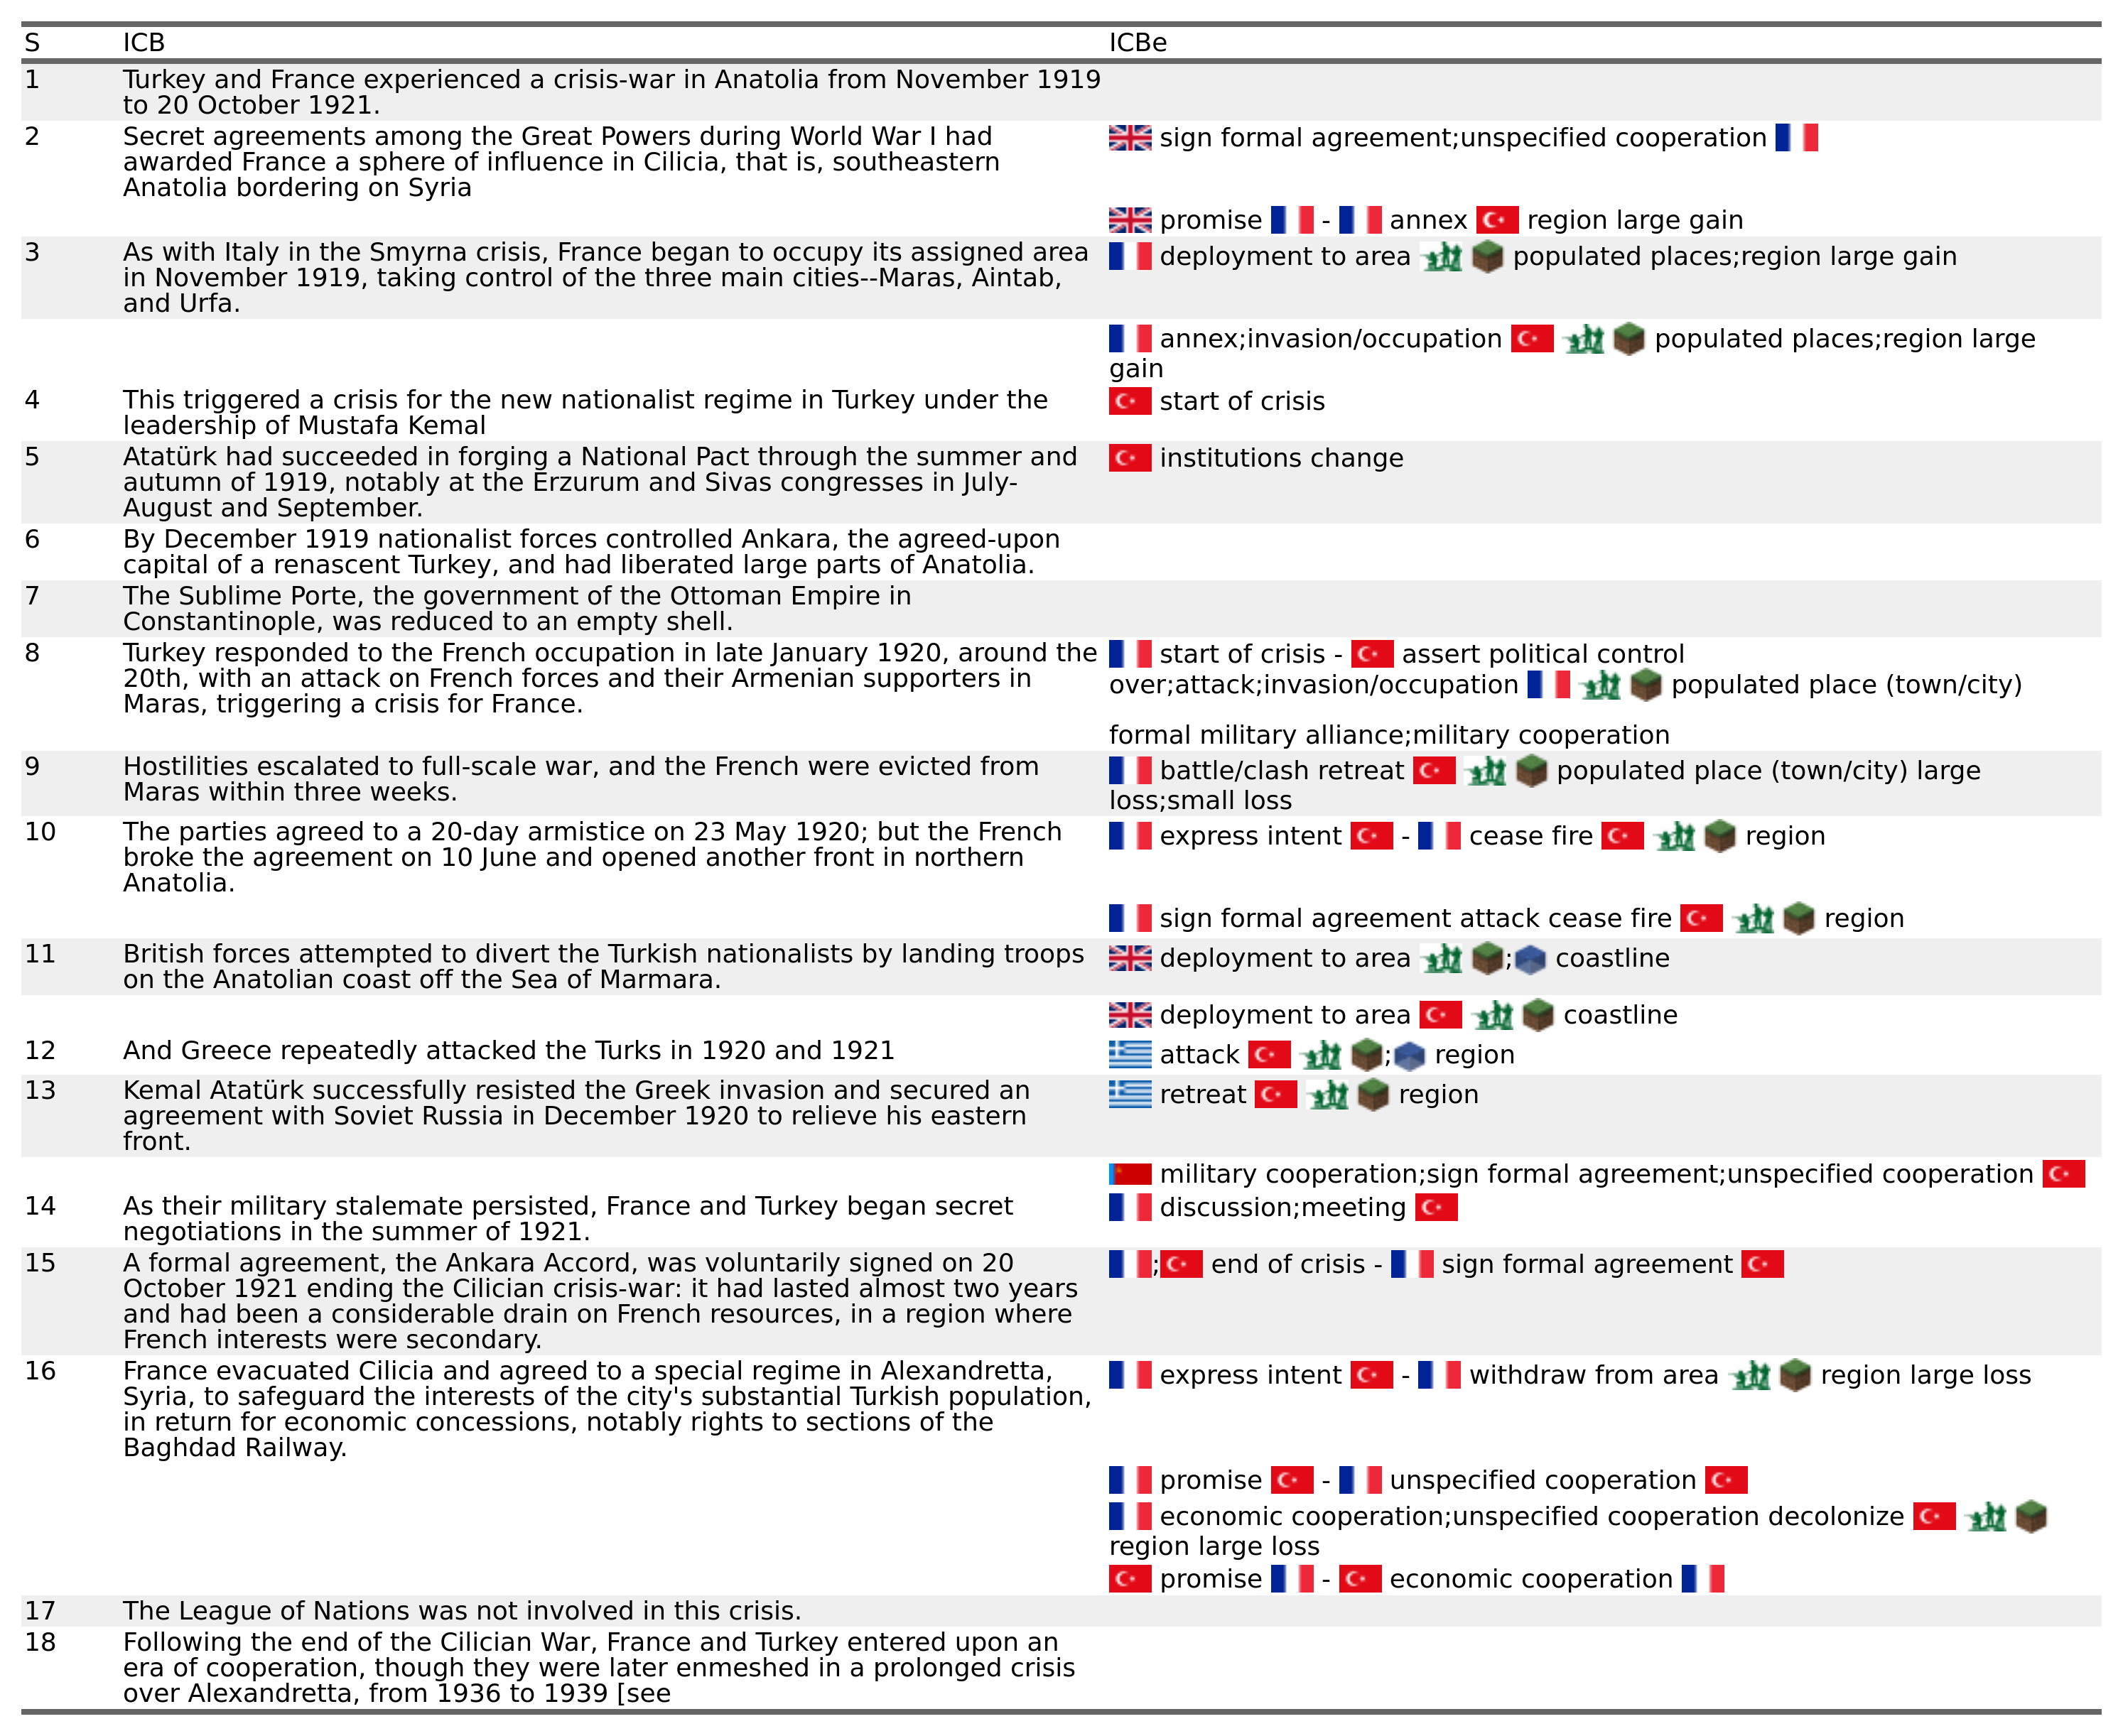 S ICB ICBe
1 Turkey and France experienced a crisis-war in Anatolia from November 1919
to 20 October 1921.
2 Secret agreements among the Great Powers during World War I had
awarded France a sphere of influence in Cilicia, that is, southeastern
Anatolia bordering on Syria
sign formal agreement;unspecified cooperation
promise - annex region large gain
3 As with Italy in the Smyrna crisis, France began to occupy its assigned area
in November 1919, taking control of the three main cities--Maras, Aintab,
and Urfa.
deployment to area populated places;region large gain
annex;invasion/occupation populated places;region large
gain
4 This triggered a crisis for the new nationalist regime in Turkey under the
leadership of Mustafa Kemal
start of crisis
5 Atatürk had succeeded in forging a National Pact through the summer and
autumn of 1919, notably at the Erzurum and Sivas congresses in July-
August and September.
institutions change
6 By December 1919 nationalist forces controlled Ankara, the agreed-upon
capital of a renascent Turkey, and had liberated large parts of Anatolia.
7 The Sublime Porte, the government of the Ottoman Empire in
Constantinople, was reduced to an empty shell.
8 Turkey responded to the French occupation in late January 1920, around the
20th, with an attack on French forces and their Armenian supporters in
Maras, triggering a crisis for France.
start of crisis - assert political control
over;attack;invasion/occupation populated place (town/city)
formal military alliance;military cooperation
9 Hostilities escalated to full-scale war, and the French were evicted from
Maras within three weeks.
battle/clash retreat populated place (town/city) large
loss;small loss
10 The parties agreed to a 20-day armistice on 23 May 1920; but the French
broke the agreement on 10 June and opened another front in northern
Anatolia.
express intent - cease fire region
sign formal agreement attack cease fire region
11 British forces attempted to divert the Turkish nationalists by landing troops
on the Anatolian coast off the Sea of Marmara.
deployment to area ; coastline
deployment to area coastline
12 And Greece repeatedly attacked the Turks in 1920 and 1921
attack ; region
13 Kemal Atatürk successfully resisted the Greek invasion and secured an
agreement with Soviet Russia in December 1920 to relieve his eastern
front.
retreat region
military cooperation;sign formal agreement;unspecified cooperation
14 As their military stalemate persisted, France and Turkey began secret
negotiations in the summer of 1921.
discussion;meeting
15 A formal agreement, the Ankara Accord, was voluntarily signed on 20
October 1921 ending the Cilician crisis-war: it had lasted almost two years
and had been a considerable drain on French resources, in a region where
French interests were secondary.
; end of crisis - sign formal agreement
16 France evacuated Cilicia and agreed to a special regime in Alexandretta,
Syria, to safeguard the interests of the city's substantial Turkish population,
in return for economic concessions, notably rights to sections of the
Baghdad Railway.
express intent - withdraw from area region large loss
promise - unspecified cooperation
economic cooperation;unspecified cooperation decolonize
region large loss
promise - economic cooperation
17 The League of Nations was not involved in this crisis.
18 Following the end of the Cilician War, France and Turkey entered upon an
era of cooperation, though they were later enmeshed in a prolonged crisis
over Alexandretta, from 1936 to 1939 [see